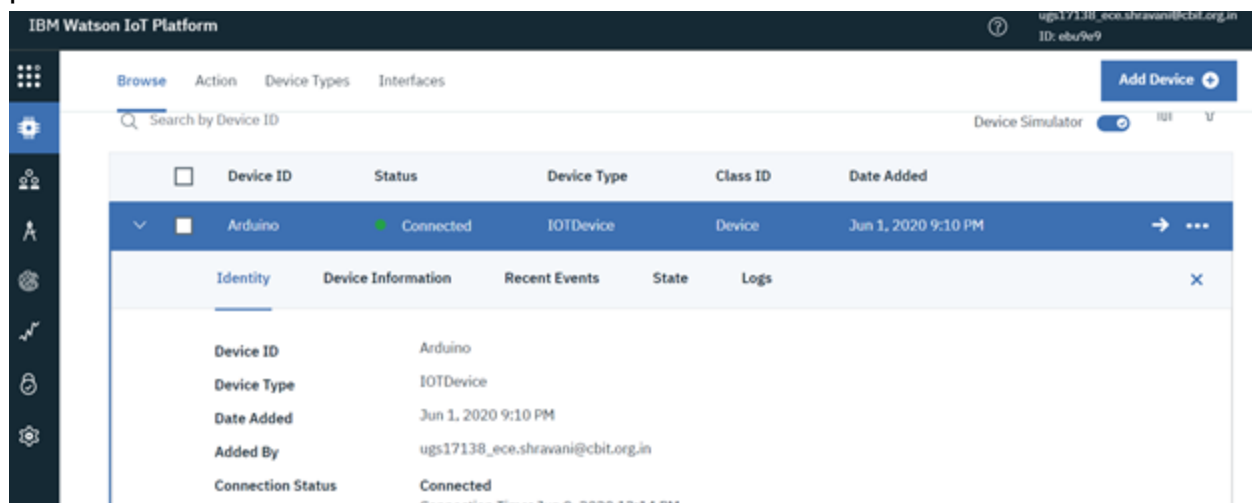 IBM Watson IoT Platform
ugs17138_ece.shravani@cbit.org.in
ID: ebu9e9
Browse Action Device Types Interfaces
Add Device
Search by Device ID
Device Simulator
Device ID Status Device Type Class ID Date Added
Arduino Connected IOTDevice Device Jun 1, 2020 9:10 PM
Identity Device Information Recent Events State Logs
Device ID Arduino
Device Type IOTDevice
Date Added Jun 1, 2020 9:10 PM
Added By ugs17138_ece.shravani@cbit.org.in
Connection Status Connected